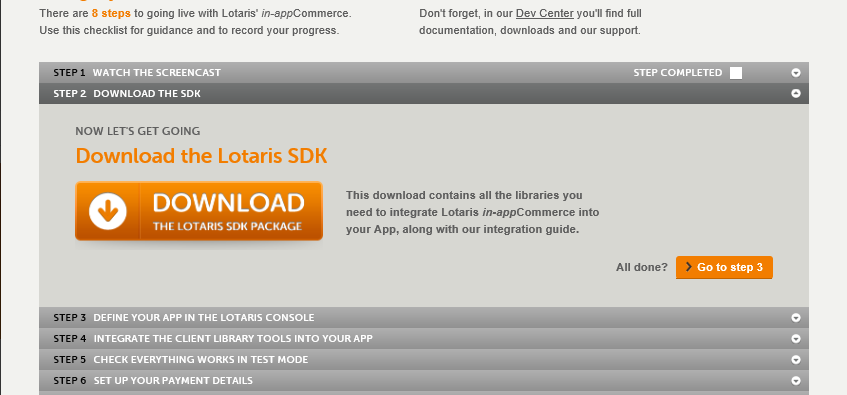 There are 8 steps to going live with Lotaris' in-appCommerce.
Use this checklist for guidance and to record your progress.
Don't forget, in our Dev Center you'll find full
documentation, downloads and our support.
STEP 1 WATCH THE SCREENCAST STEP COMPLETED
STEP 2 DOWNLOAD THE SDK
NOW LET'S GET GOING
Download the Lotaris SDK
DOWNLOAD
THE LOTARIS SDK PACKAGE
This download contains all the libraries you
need to integrate Lotaris in-appCommerce into
your App, along with our integration guide.
All done? Go to step 3
STEP 3 DEFINE YOUR APP IN THE LOTARIS CONSOLE
STEP 4 INTEGRATE THE CLIENT LIBRARY TOOLS INTO YOUR APP
STEP 5 CHECK EVERYTHING WORKS IN TEST MODE
STEP 6 SET UP YOUR PAYMENT DETAILS